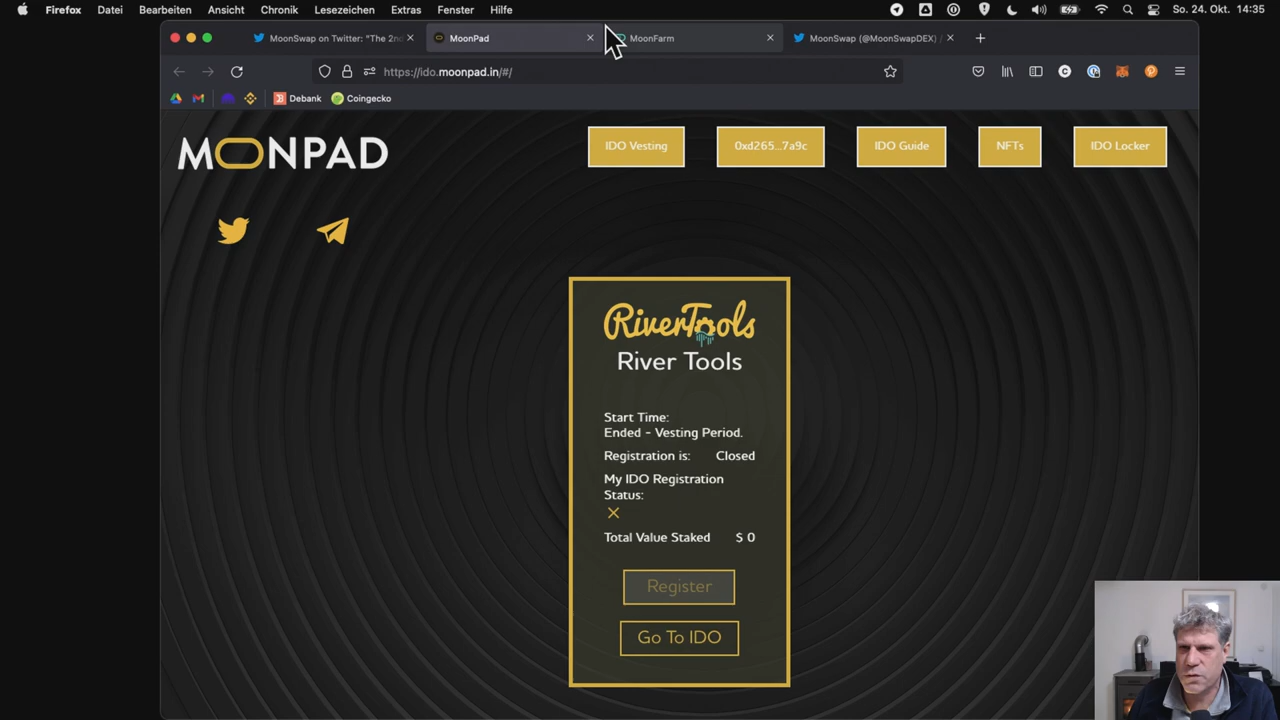 Firefox Datei Bearbeiten Ansicht Chronik Lesezeichen Extras Fenster Hilfe So. 24. Okt. 14:35
MoonSwap on Twitter: "The 2nd MoonPad MoonFarm MoonSwap (@MoonSwapDEX) /
https://ido.moonpad.in/#/
Debank Coingecko
MOONPAD
IDO Vesting 0xd265...7a9c IDO Guide NFTs IDO Locker
RiverTools
River Tools
Start Time:
Ended - Vesting Period.
Registration is: Closed
My IDO Registration
Status:
Total Value Staked $ 0
Register
Go To IDO